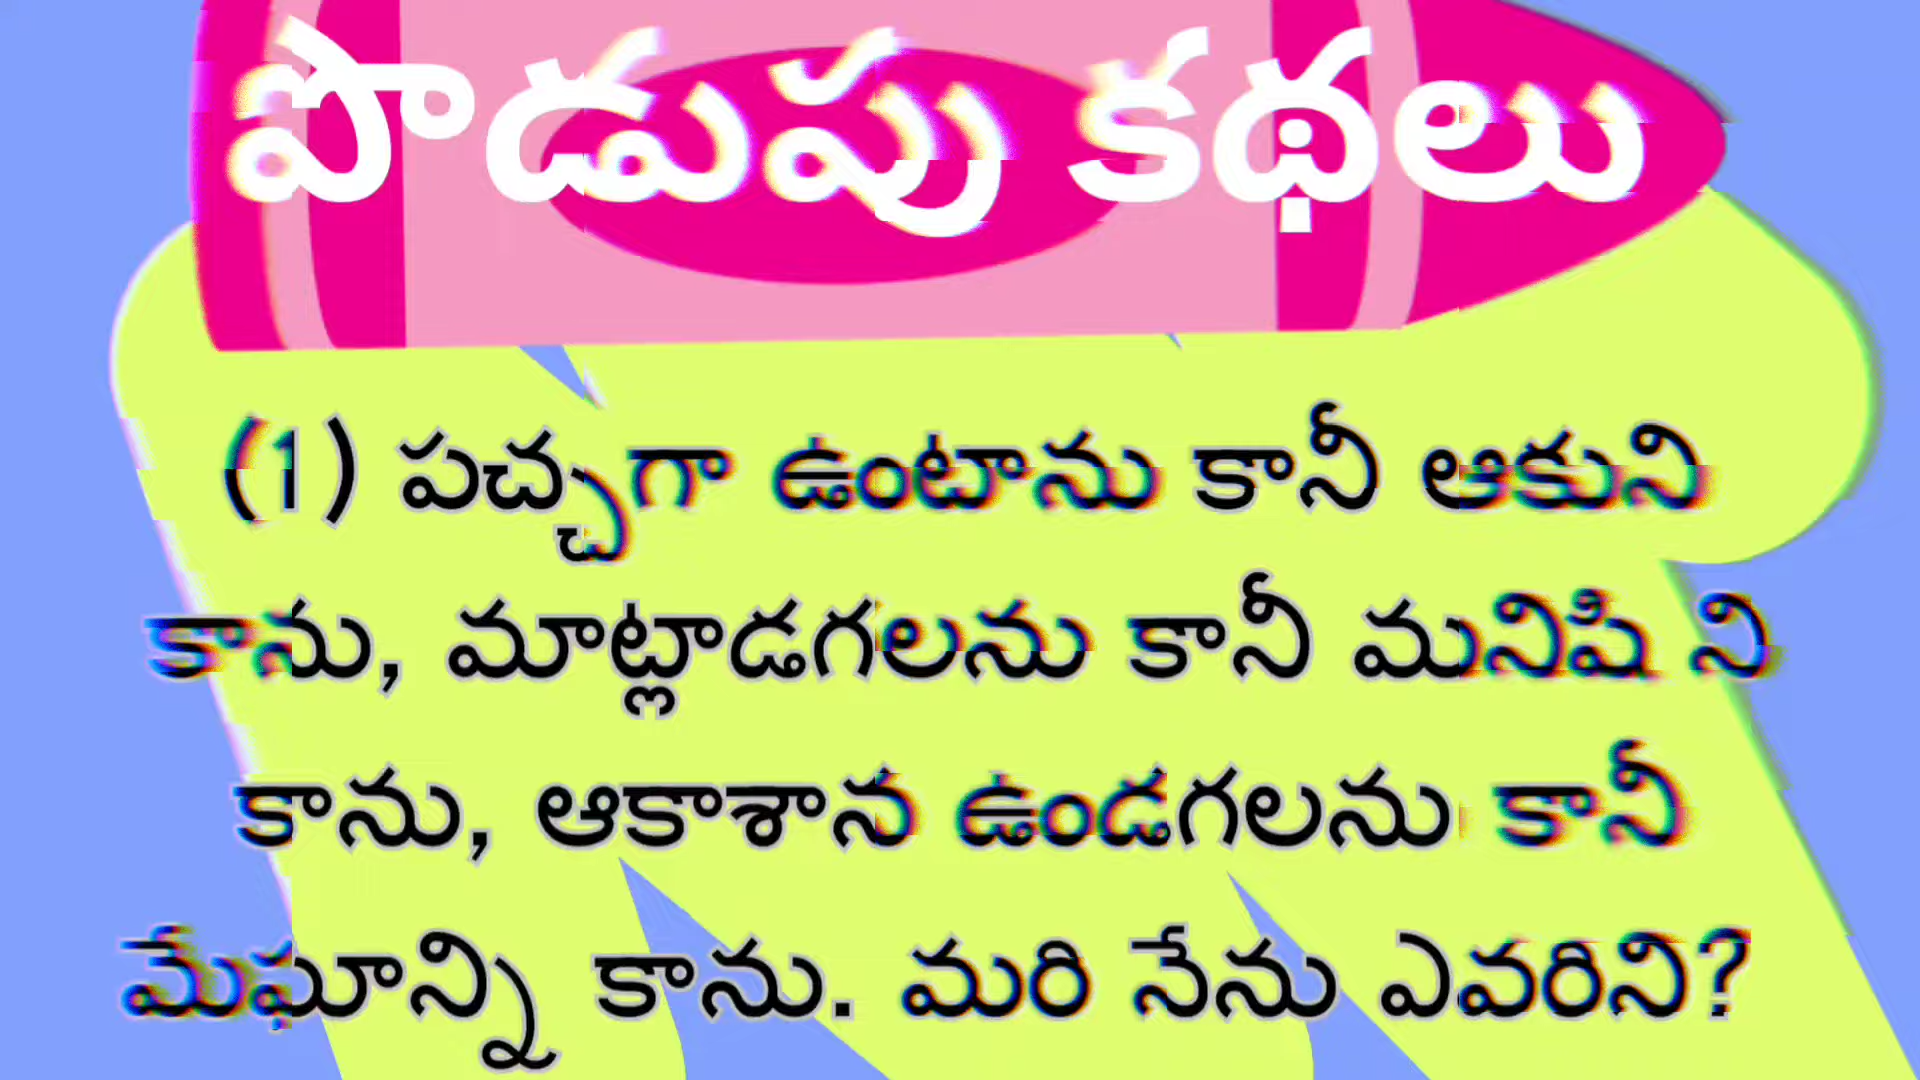 పొడుపు కథలు
(1) పచ్చగా ఉంటాను కానీ ఆకుని
కాను, మాట్లాడగలను కానీ మనిషి ని
కాను, ఆకాశాన ఉండగలను కానీ
మేఘాన్ని కాను. మరి నేను ఎవరిని?